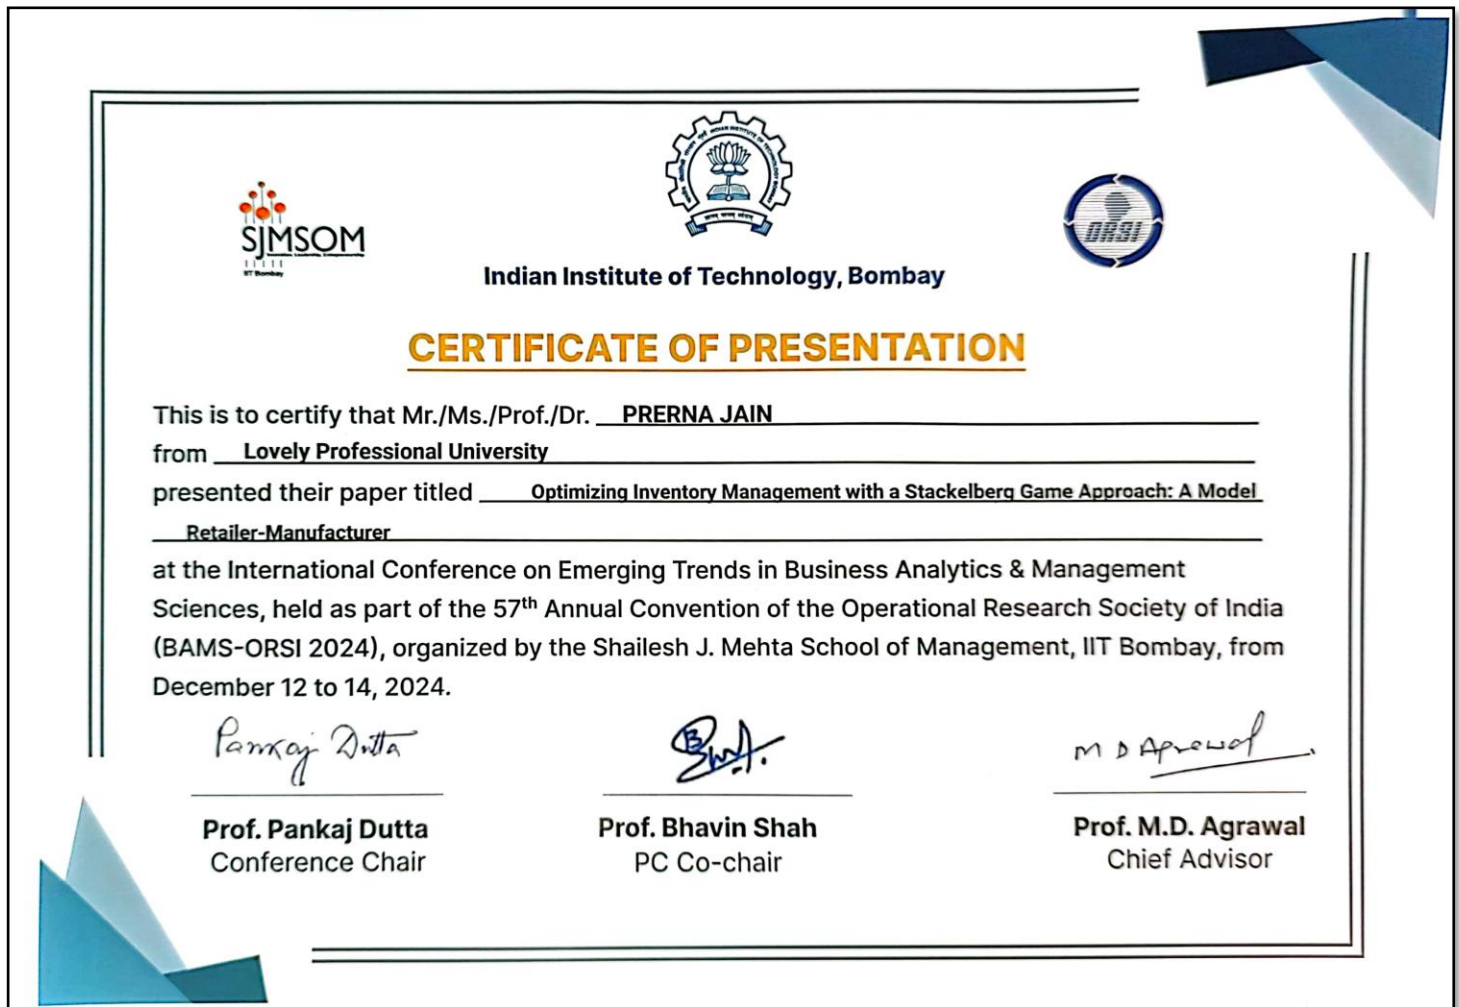 SJMSOM
IIT Bombay
ORSI
Indian Institute of Technology, Bombay
CERTIFICATE OF PRESENTATION
This is to certify that Mr./Ms./Prof./Dr. PRERNA JAIN
from Lovely Professional University
presented their paper titled Optimizing Inventory Management with a Stackelberg Game Approach: A Model
Retailer-Manufacturer
at the International Conference on Emerging Trends in Business Analytics & Management
Sciences, held as part of the 57th Annual Convention of the Operational Research Society of India
(BAMS-ORSI 2024), organized by the Shailesh J. Mehta School of Management, IIT Bombay, from
December 12 to 14, 2024.
Pankaj Dutta
M D Agrawal
Prof. Pankaj Dutta
Prof. Bhavin Shah
Prof. M.D. Agrawal
Conference Chair
PC Co-chair
Chief Advisor